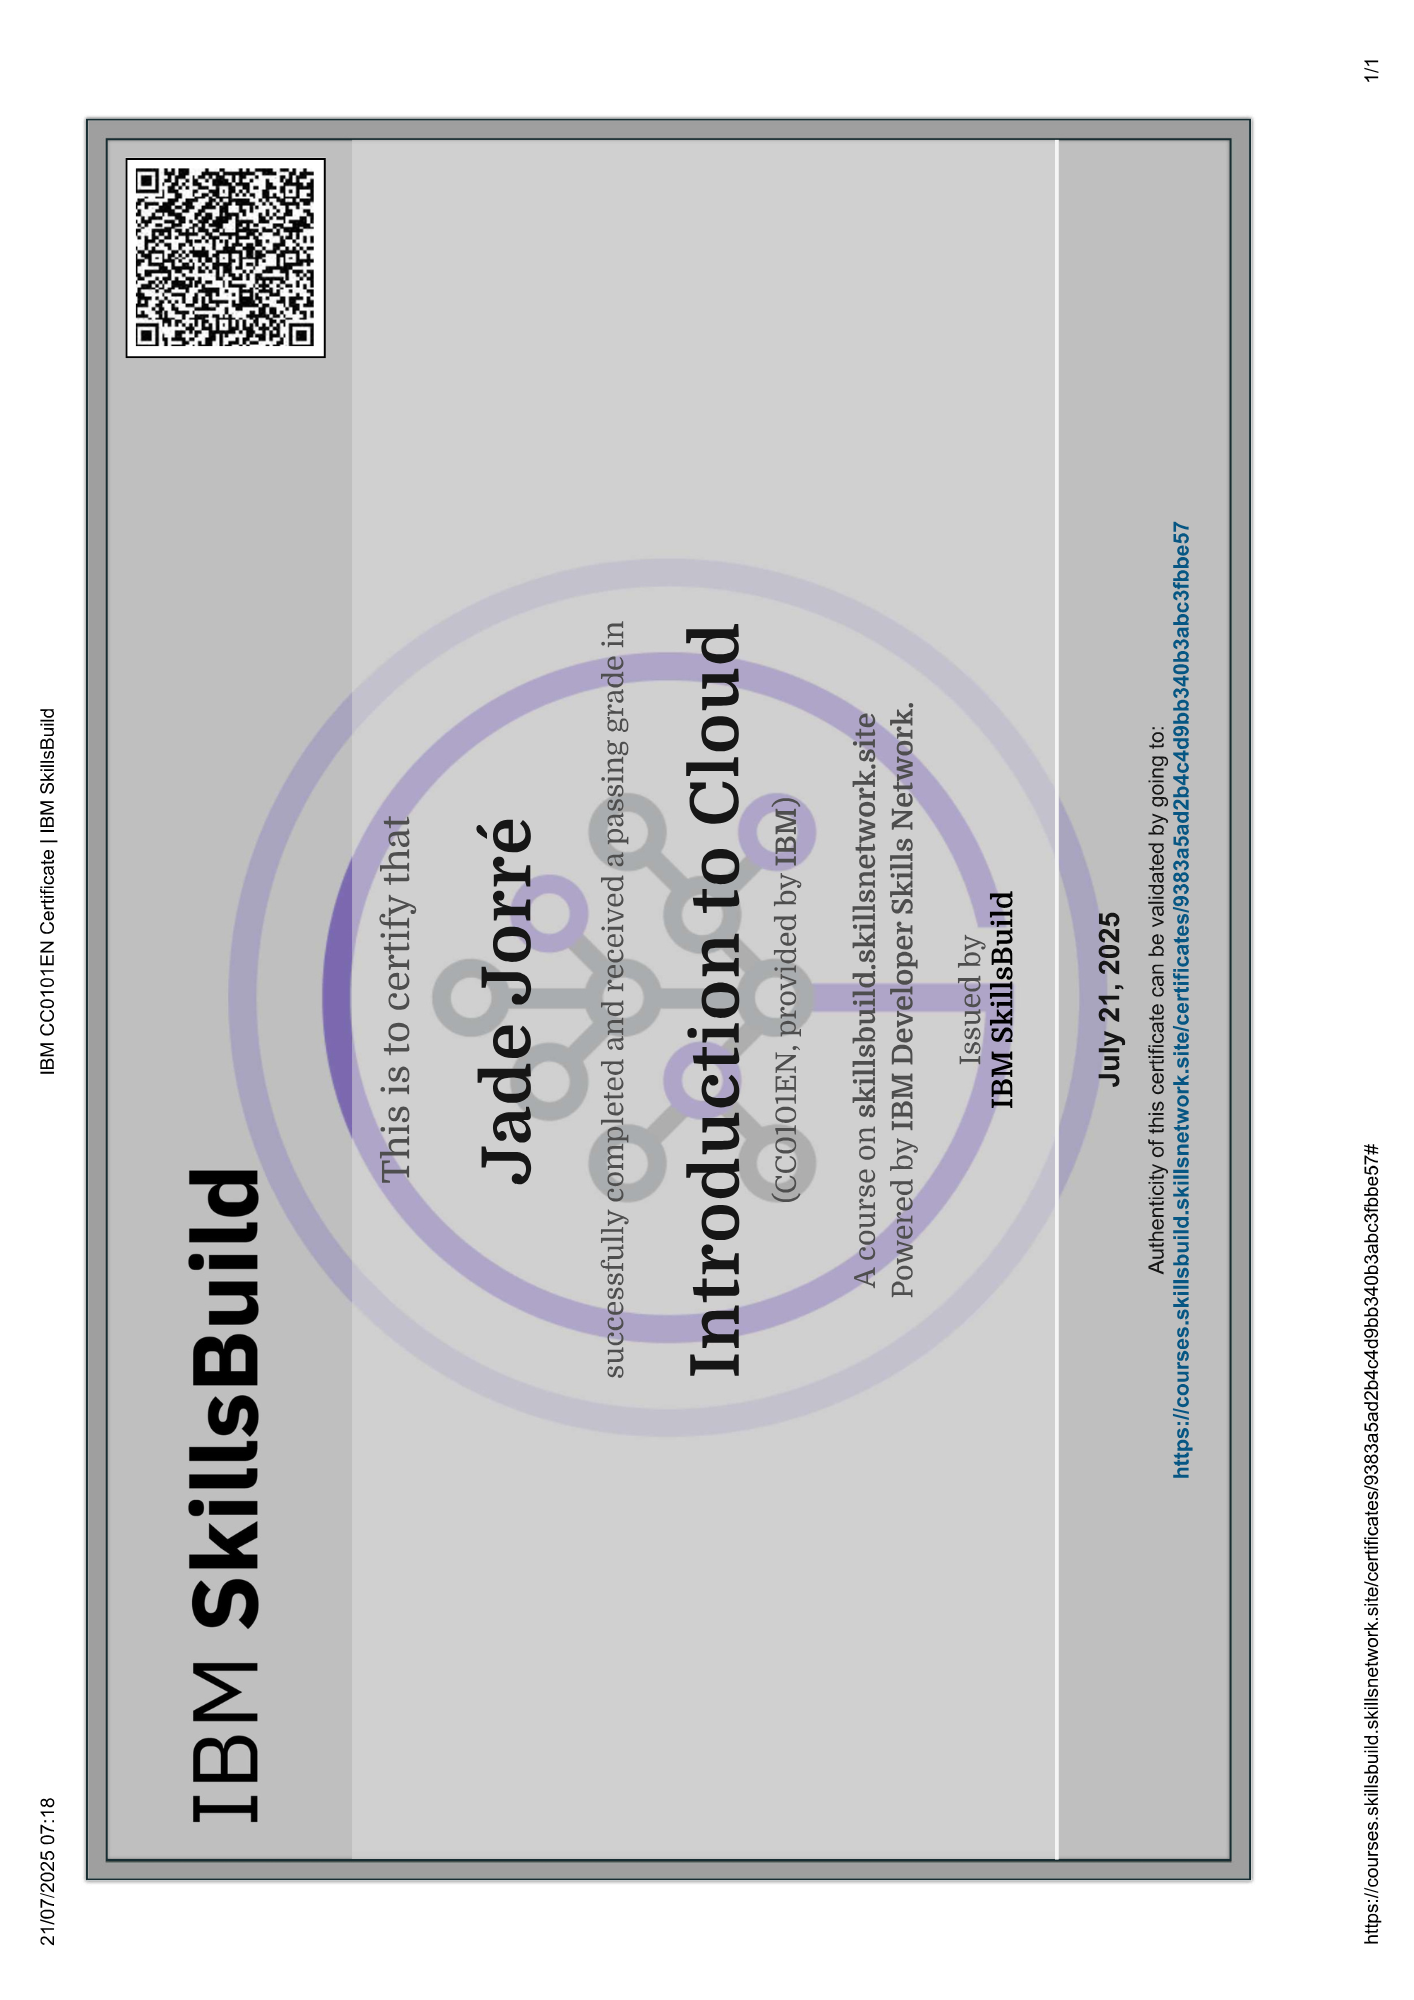 21/07/2025 07:18
IBM CC0101EN Certificate | IBM SkillsBuild
IBM SkillsBuild
This is to certify that
Jade Jorré
successfully completed and received a passing grade in
Introduction to Cloud
(CC0101EN, provided by IBM)
A course on skillsbuild.skillsnetwork.site
Powered by IBM Developer Skills Network.
Issued by
IBM SkillsBuild
July 21, 2025
Authenticity of this certificate can be validated by going to:
https://courses.skillsbuild.skillsnetwork.site/certificates/9383a5ad2b4c4d9bb340b3abc3fbbe57
https://courses.skillsbuild.skillsnetwork.site/certificates/9383a5ad2b4c4d9bb340b3abc3fbbe57#
1/1